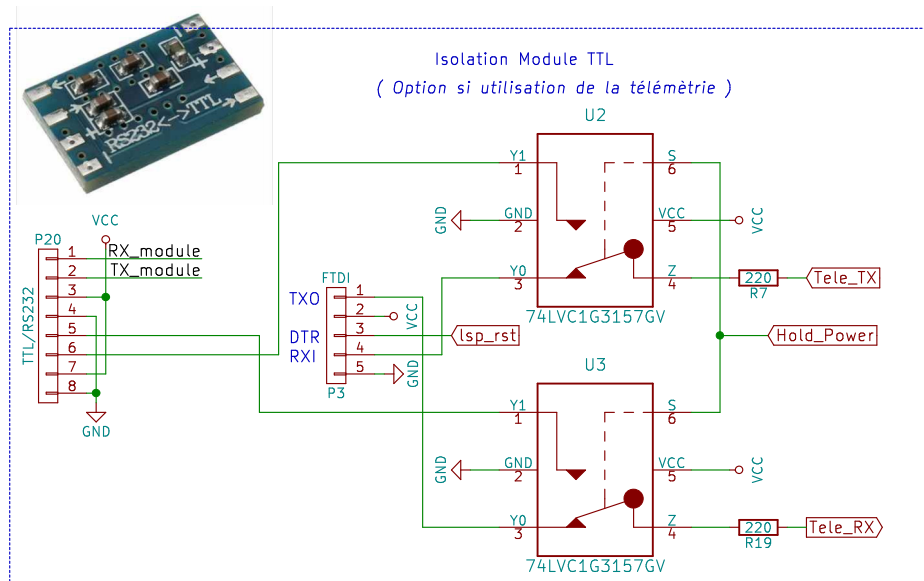 Isolation Module TTL
( Option si utilisation de la télémètrie )
RS232<->TTL
VCC
P20
RX_module
TX_module
1
2
3
4
5
6
7
8
TTL/RS232
GND
FTDI
TXO
DTR
RXI
1
2
3
4
5
VCC
GND
P3
lsp_rst
U2
Y1
1
GND
GND
2
Y0
3
S
6
VCC
5
VCC
Z
4
74LVC1G3157GV
220
R7
Tele_TX
Hold_Power
U3
Y1
1
GND
GND
2
Y0
3
S
6
VCC
5
VCC
Z
4
74LVC1G3157GV
220
R19
Tele_RX